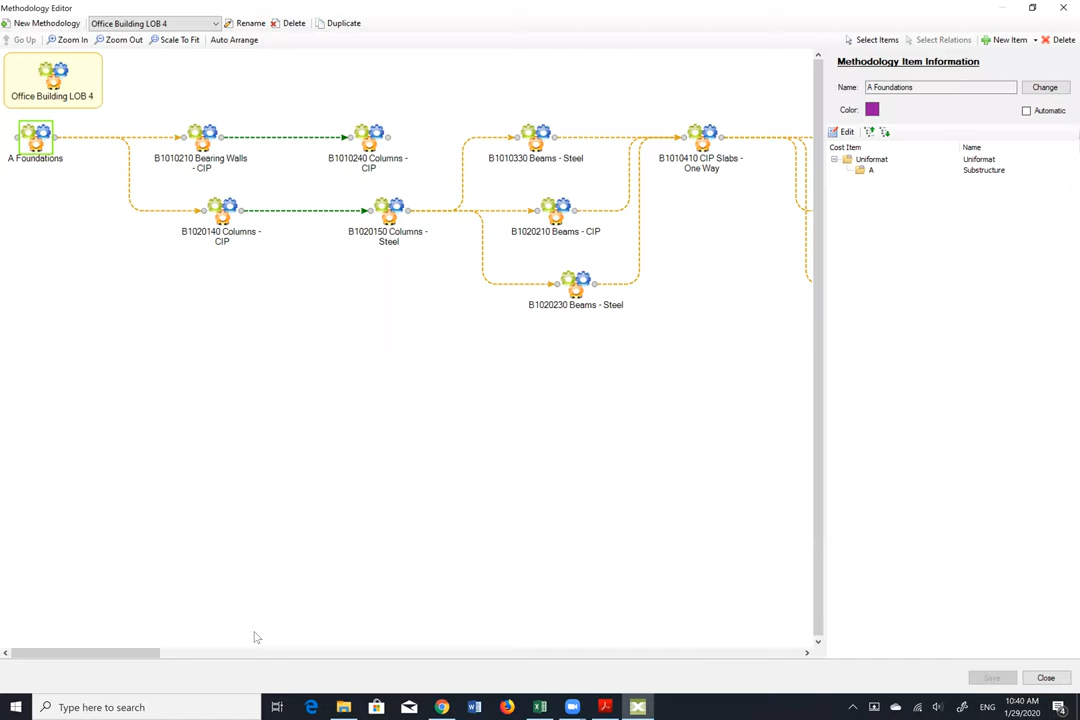 Methodology Editor
New Methodology Office Building LOB 4 Rename Delete Duplicate
Go Up Zoom In Zoom Out Scale To Fit Auto Arrange Select Items Select Relations New Item Delete
Office Building LOB 4
A Foundations
B1010210 Bearing Walls
- CIP
B1010240 Columns -
CIP
B1010330 Beams - Steel
B1010410 CIP Slabs -
One Way
B1020140 Columns -
CIP
B1020150 Columns -
Steel
B1020210 Beams - CIP
B1020230 Beams - Steel
Methodology Item Information
Name: A Foundations Change
Color: Automatic
Edit
Cost Item Name
Uniformat Uniformat
A Substructure
Save Close
Type here to search
ENG
10:40 AM
1/29/2020
4